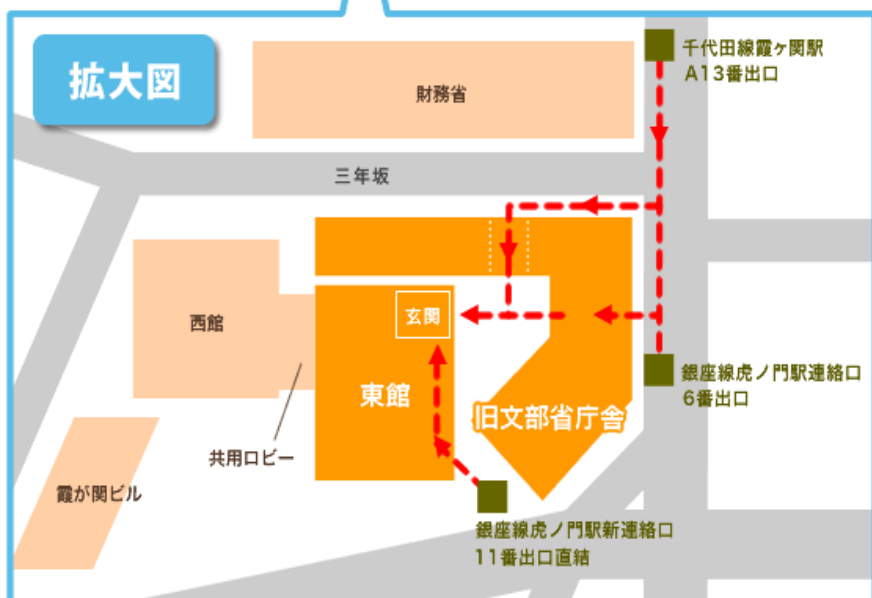 拡大図
千代田線霞ヶ関駅
A13番出口
財務省
三年坂
西館
玄関
東館
旧文部省庁舎
共用ロビー
霞が関ビル
銀座線虎ノ門駅連絡口
6番出口
銀座線虎ノ門駅新連絡口
11番出口直結